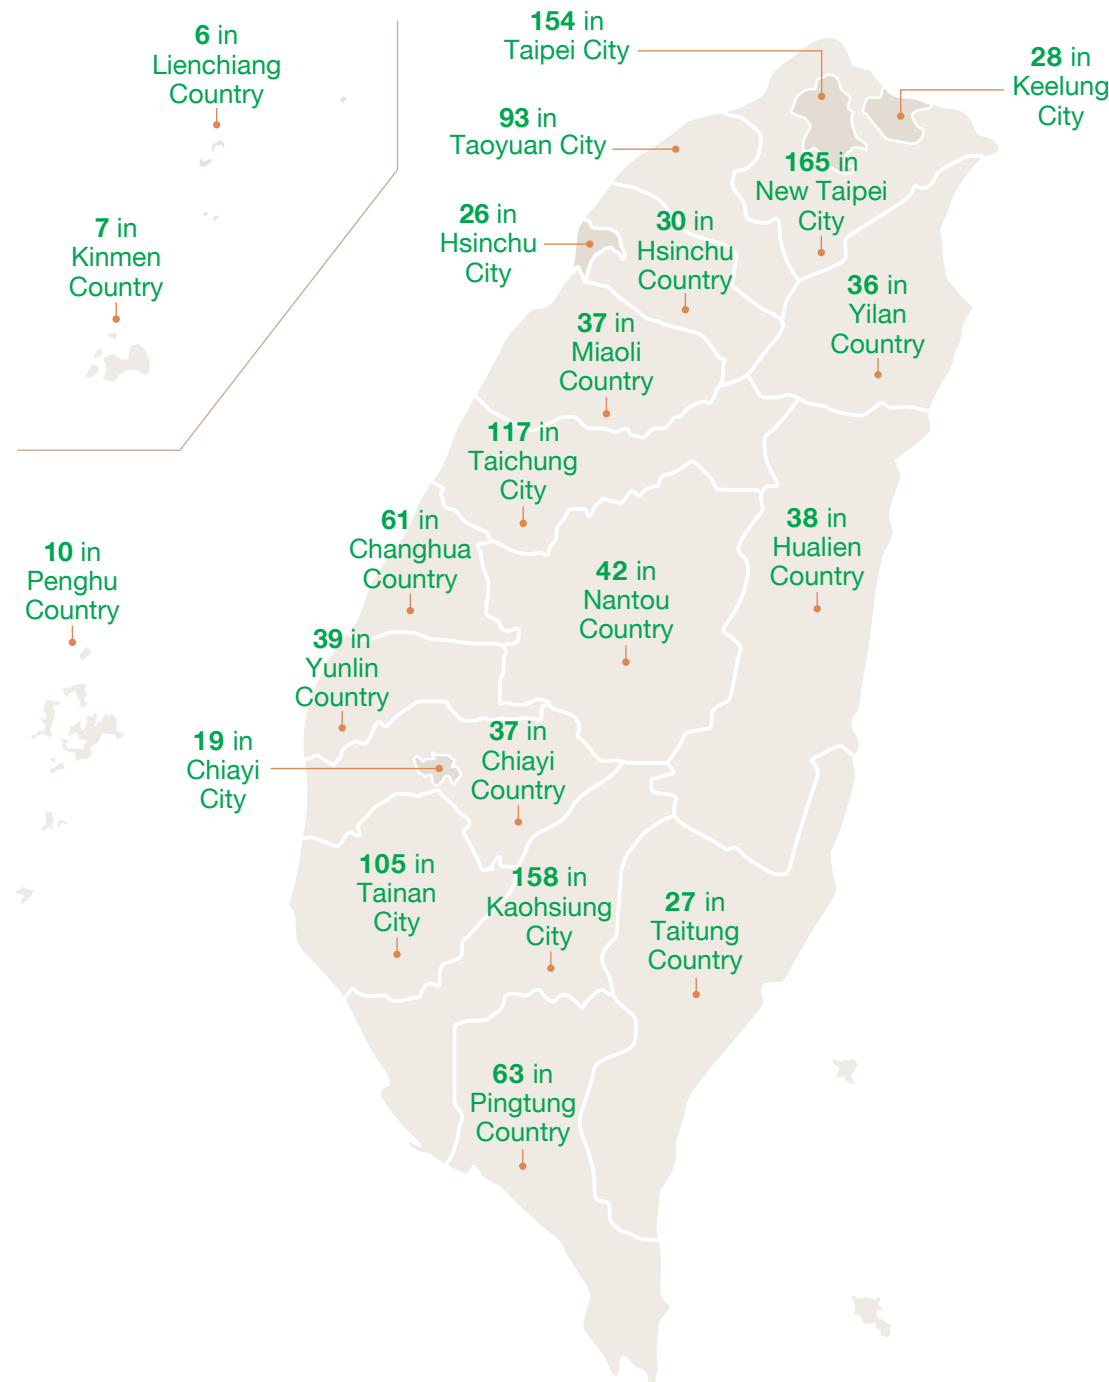 6 in
Lienchiang
Country
154 in
Taipei City
28 in
Keelung
City
93 in
Taoyuan City
165 in
New Taipei
City
7 in
Kinmen
Country
26 in
Hsinchu
City
30 in
Hsinchu
Country
36 in
Yilan
Country
37 in
Miaoli
Country
117 in
Taichung
City
61 in
Changhua
Country
38 in
Hualien
Country
10 in
Penghu
Country
42 in
Nantou
Country
39 in
Yunlin
Country
19 in
Chiayi
City
37 in
Chiayi
Country
105 in
Tainan
City
158 in
Kaohsiung
City
27 in
Taitung
Country
63 in
Pingtung
Country